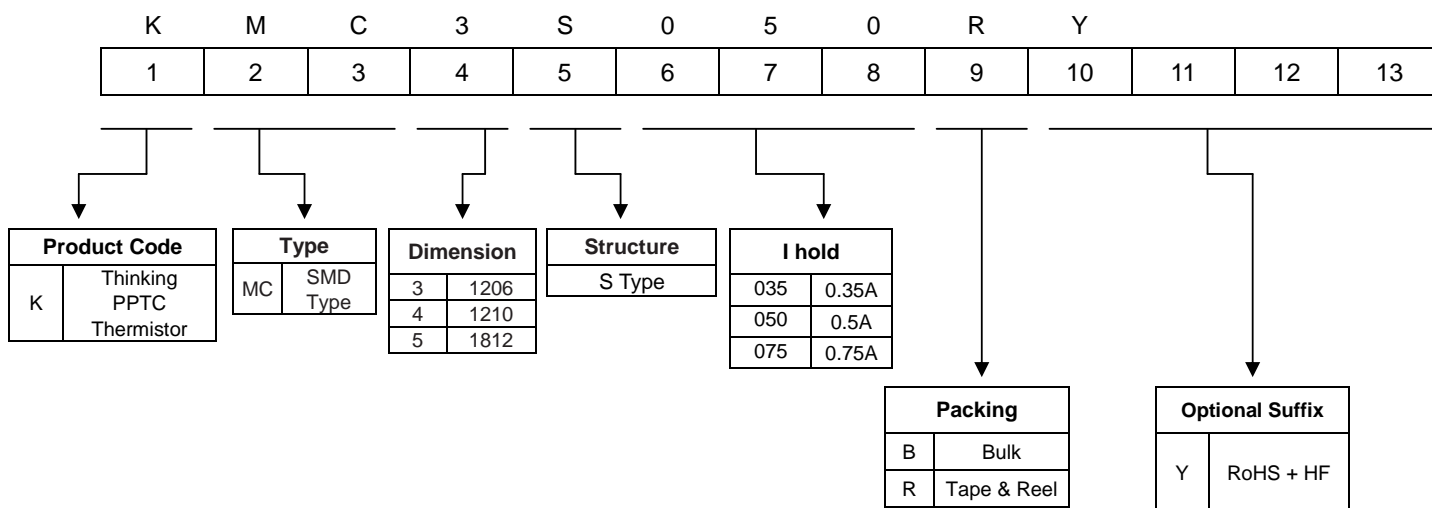 K M C 3 S 0 5 0 R Y
1 2 3 4 5 6 7 8 9 10 11 12 13
Product Code
K Thinking
PPTC
Thermistor
Type
MC SMD
Type
Dimension
3 1206
4 1210
5 1812
Structure
S Type
I hold
035 0.35A
050 0.5A
075 0.75A
Packing
B Bulk
R Tape & Reel
Optional Suffix
Y RoHS + HF